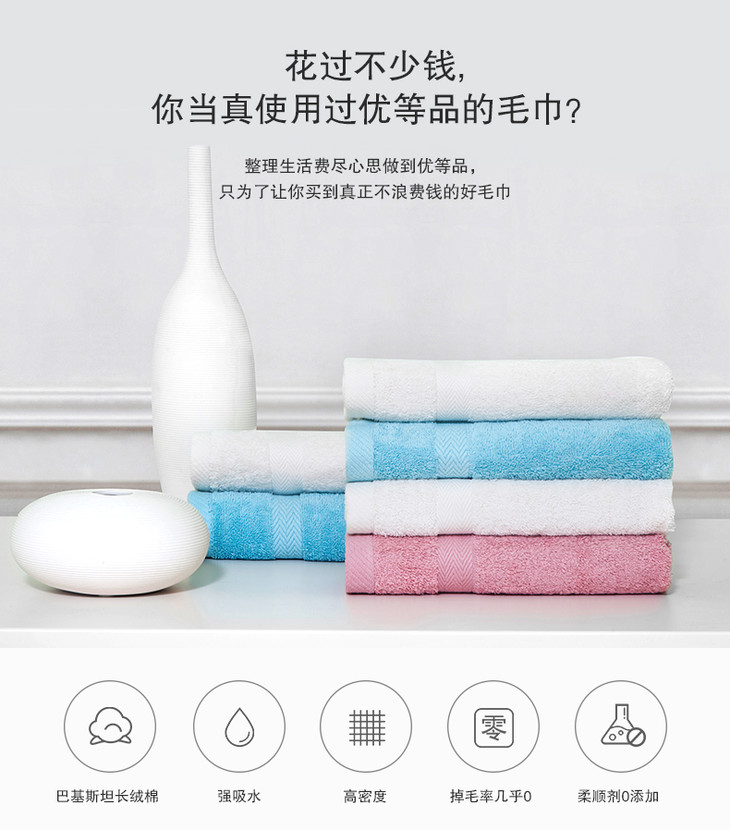 花过不少钱,
你当真使用过优等品的毛巾?
整理生活费尽心思做到优等品,
只为了让你买到真正不浪费钱的好毛巾
零
巴基斯坦长绒棉
强吸水
高密度
掉毛率几乎0
柔顺剂0添加